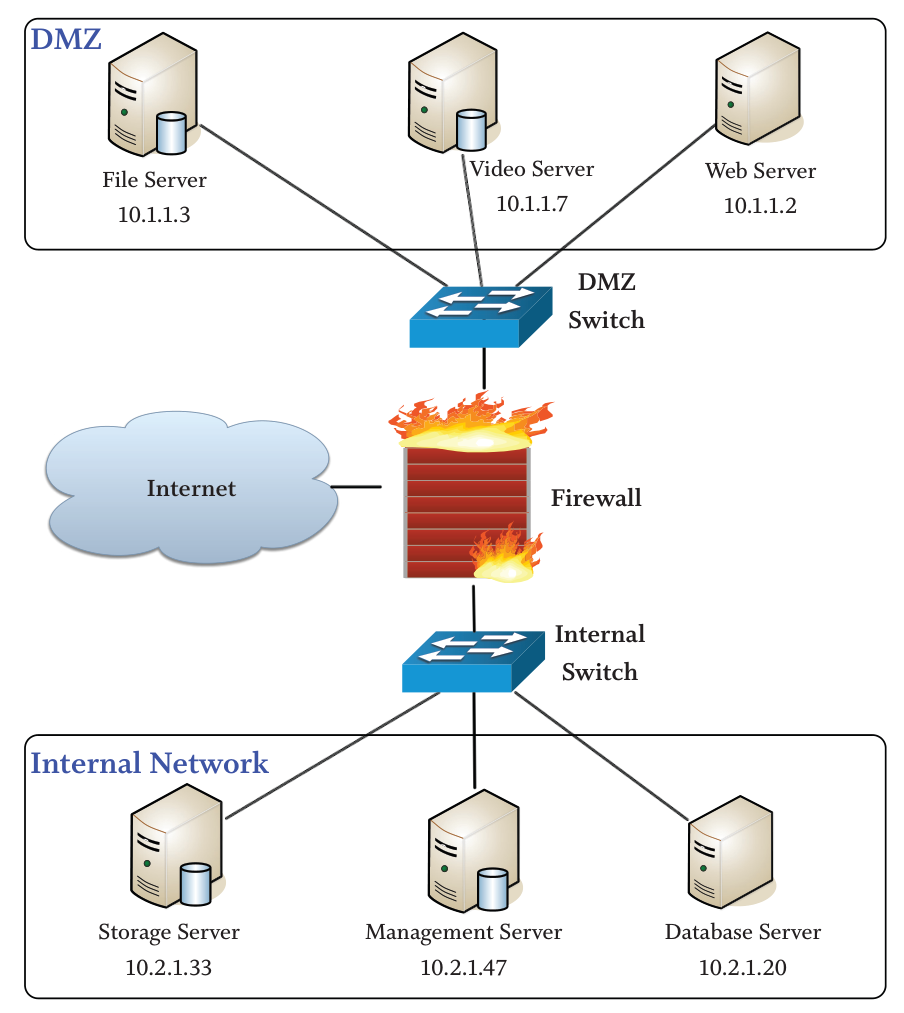 DMZ
File Server
10.1.1.3
Video Server
10.1.1.7
Web Server
10.1.1.2
DMZ
Switch
Internet
Firewall
Internal
Switch
Internal Network
Storage Server
10.2.1.33
Management Server
10.2.1.47
Database Server
10.2.1.20